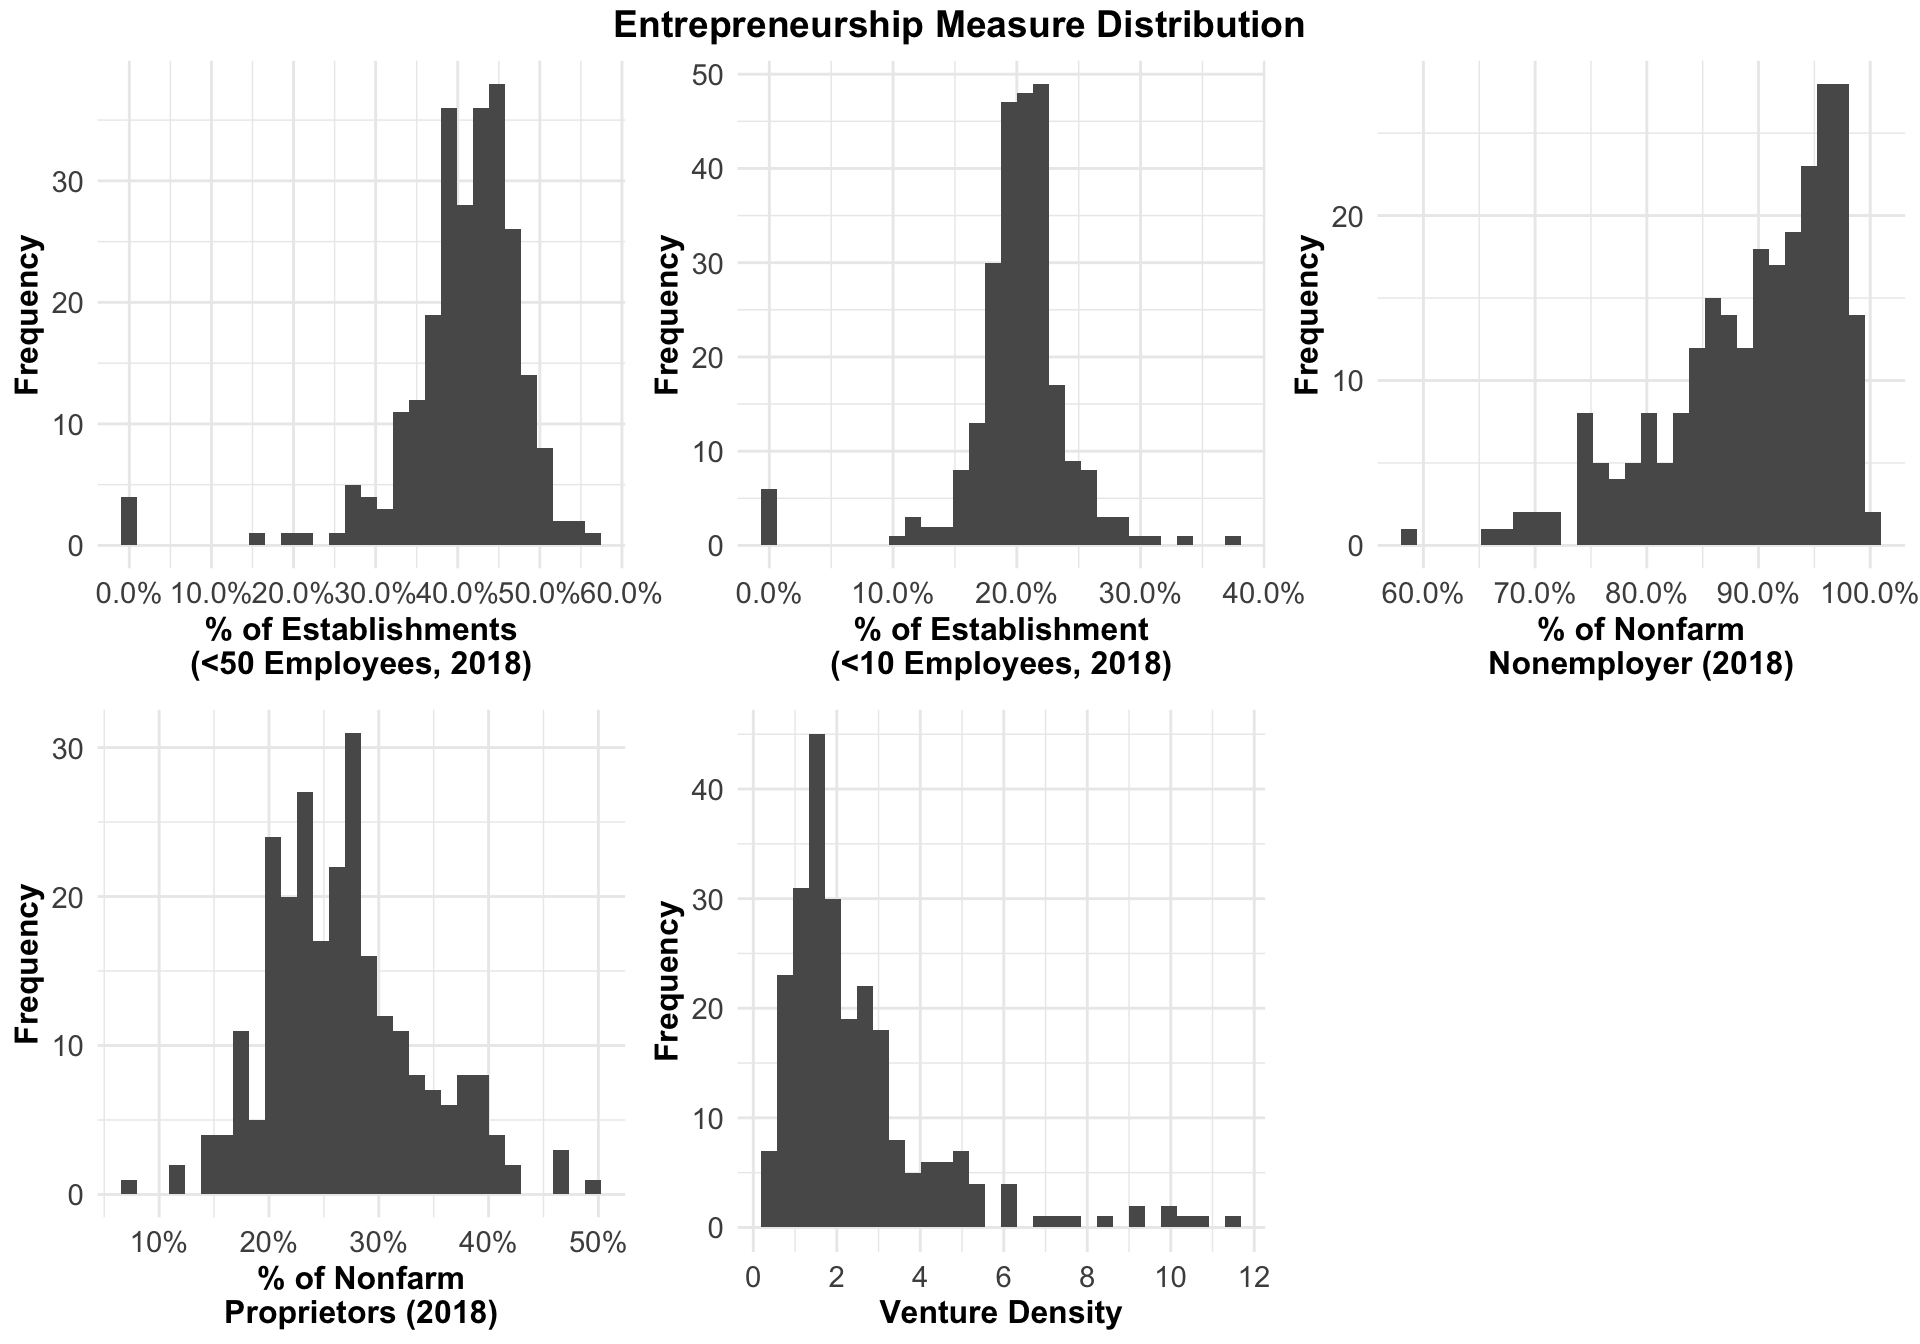 Entrepreneurship Measure Distribution
Frequency
30
20
10
0
0.0% 10.0% 20.0% 30.0% 40.0% 50.0% 60.0%
% of Establishments
(<50 Employees, 2018)
Frequency
50
40
30
20
10
0
0.0% 10.0% 20.0% 30.0% 40.0%
% of Establishment
(<10 Employees, 2018)
Frequency
20
10
0
60.0% 70.0% 80.0% 90.0% 100.0%
% of Nonfarm
Nonemployer (2018)
Frequency
30
20
10
0
10% 20% 30% 40% 50%
% of Nonfarm
Proprietors (2018)
Frequency
40
30
20
10
0
0 2 4 6 8 10 12
Venture Density